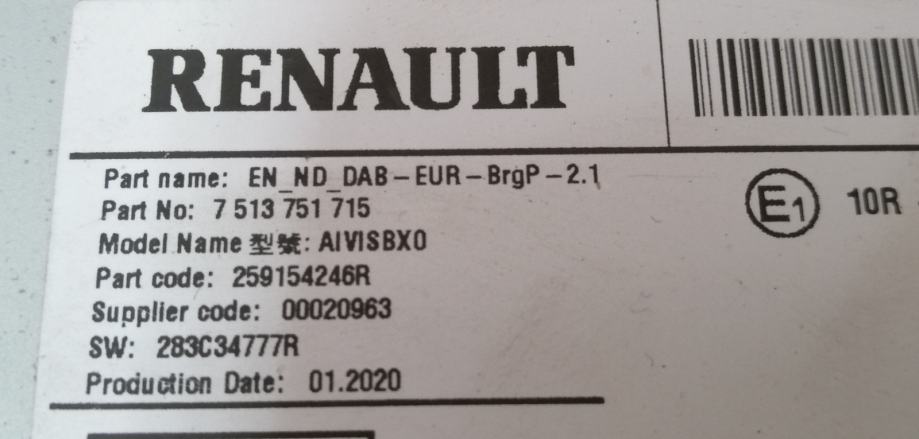 RENAULT
Part name: EN_ND_DAB-EUR-BrgP-2.1
Part No: 7 513 751 715
Model Name 型號: AIVISBX0
Part code: 259154246R
Supplier code: 00020963
SW: 283C34777R
Production Date: 01.2020
E1 10R